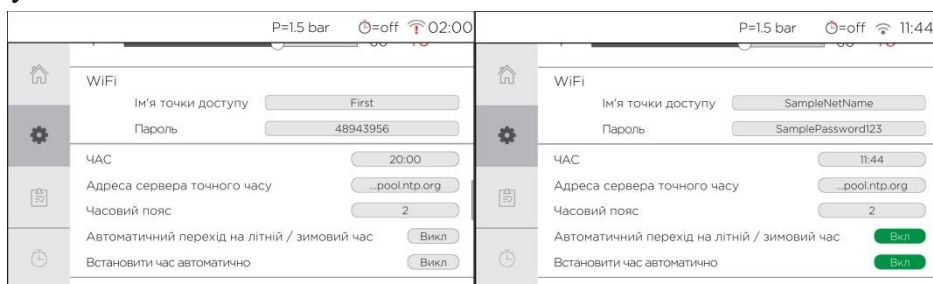 P=1.5 bar =off 02:00
WiFi
Ім'я точки доступу First
Пароль 48943956
ЧАС 20:00
Адреса сервера точного часу ...pool.ntp.org
Часовий пояс 2
Автоматичний перехід на літній / зимовий час Викл
Встановити час автоматично Викл
P=1.5 bar =off 11:44
WiFi
Ім'я точки доступу SampleNetName
Пароль SamplePassword123
ЧАС 11:44
Адреса сервера точного часу ...pool.ntp.org
Часовий пояс 2
Автоматичний перехід на літній / зимовий час Вкл
Встановити час автоматично Вкл